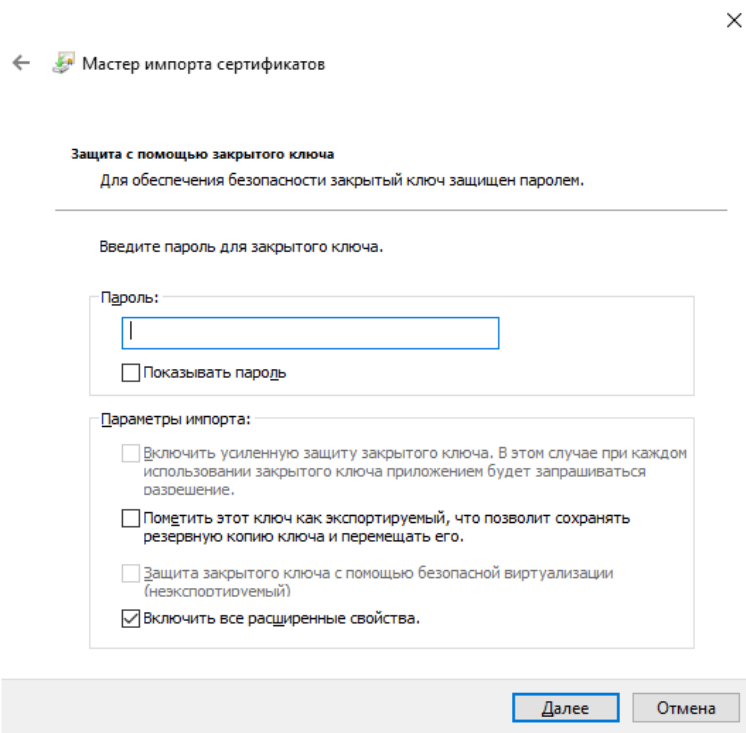 Мастер импорта сертификатов
Защита с помощью закрытого ключа
Для обеспечения безопасности закрытый ключ защищен паролем.
Введите пароль для закрытого ключа.
Пароль:
Показывать пароль
Параметры импорта:
Включить усиленную защиту закрытого ключа. В этом случае при каждом
использовании закрытого ключа приложением будет запрашиваться
разрешение.
Пометить этот ключ как экспортируемый, что позволит сохранять
резервную копию ключа и перемещать его.
Защита закрытого ключа с помощью безопасной виртуализации
(неэкспортируемый)
Включить все расширенные свойства.
Далее
Отмена